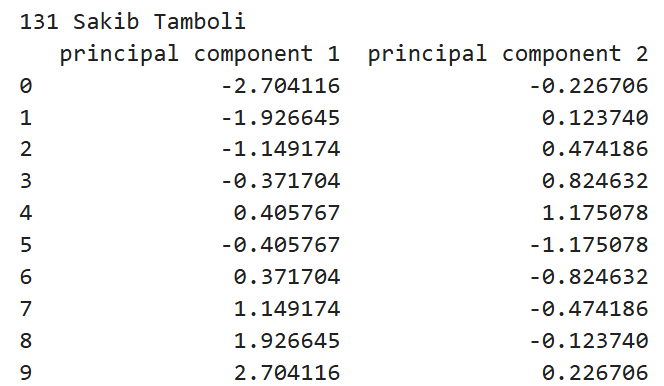 131 Sakib Tamboli
principal component 1 principal component 2
0 -2.704116 -0.226706
1 -1.926645 0.123740
2 -1.149174 0.474186
3 -0.371704 0.824632
4 0.405767 1.175078
5 -0.405767 -1.175078
6 0.371704 -0.824632
7 1.149174 -0.474186
8 1.926645 -0.123740
9 2.704116 0.226706